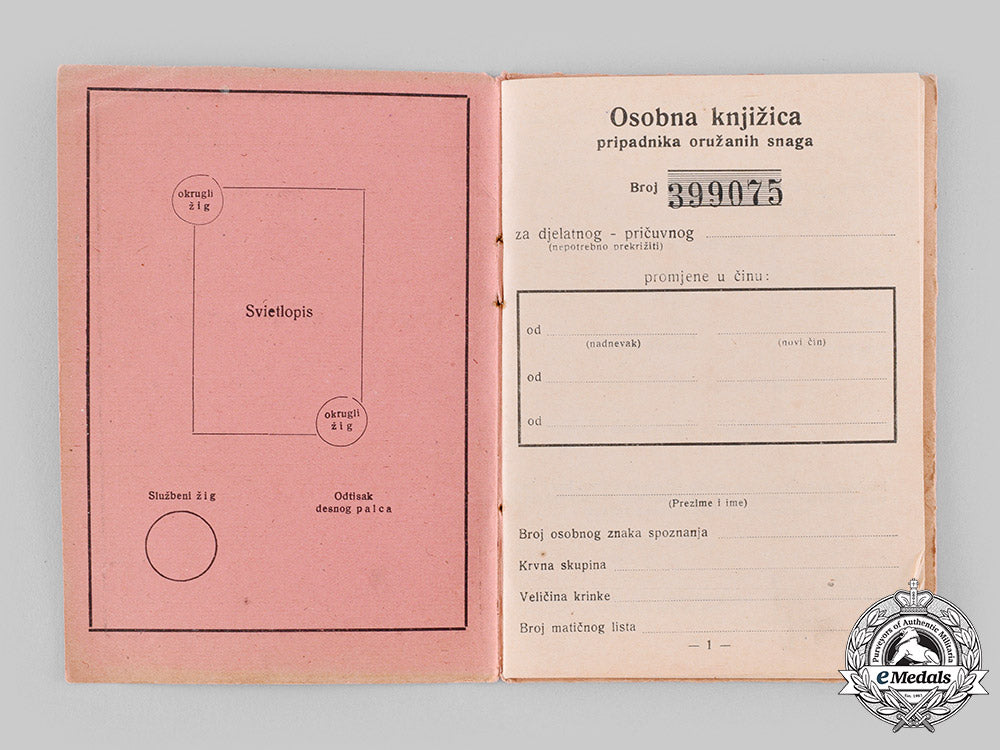 okrugli
žig
Svietlopis
okrugli
žig
Službeni žig
Odtisak
desnog palca
Osobna knjižica
pripadnika oružanih snaga
Broj 399075
za djelatnog - pričuvnog
(nepotrebno prekrižiti)
promjene u činu:
od
(nadnevak) (novi čin)
od
od
(Prezime i ime)
Broj osobnog znaka spoznanja
Krvna skupina
Veličina krinke
Broj matičnog lista
— 1 —
Purveyors of Authentic Militaria
eMedals